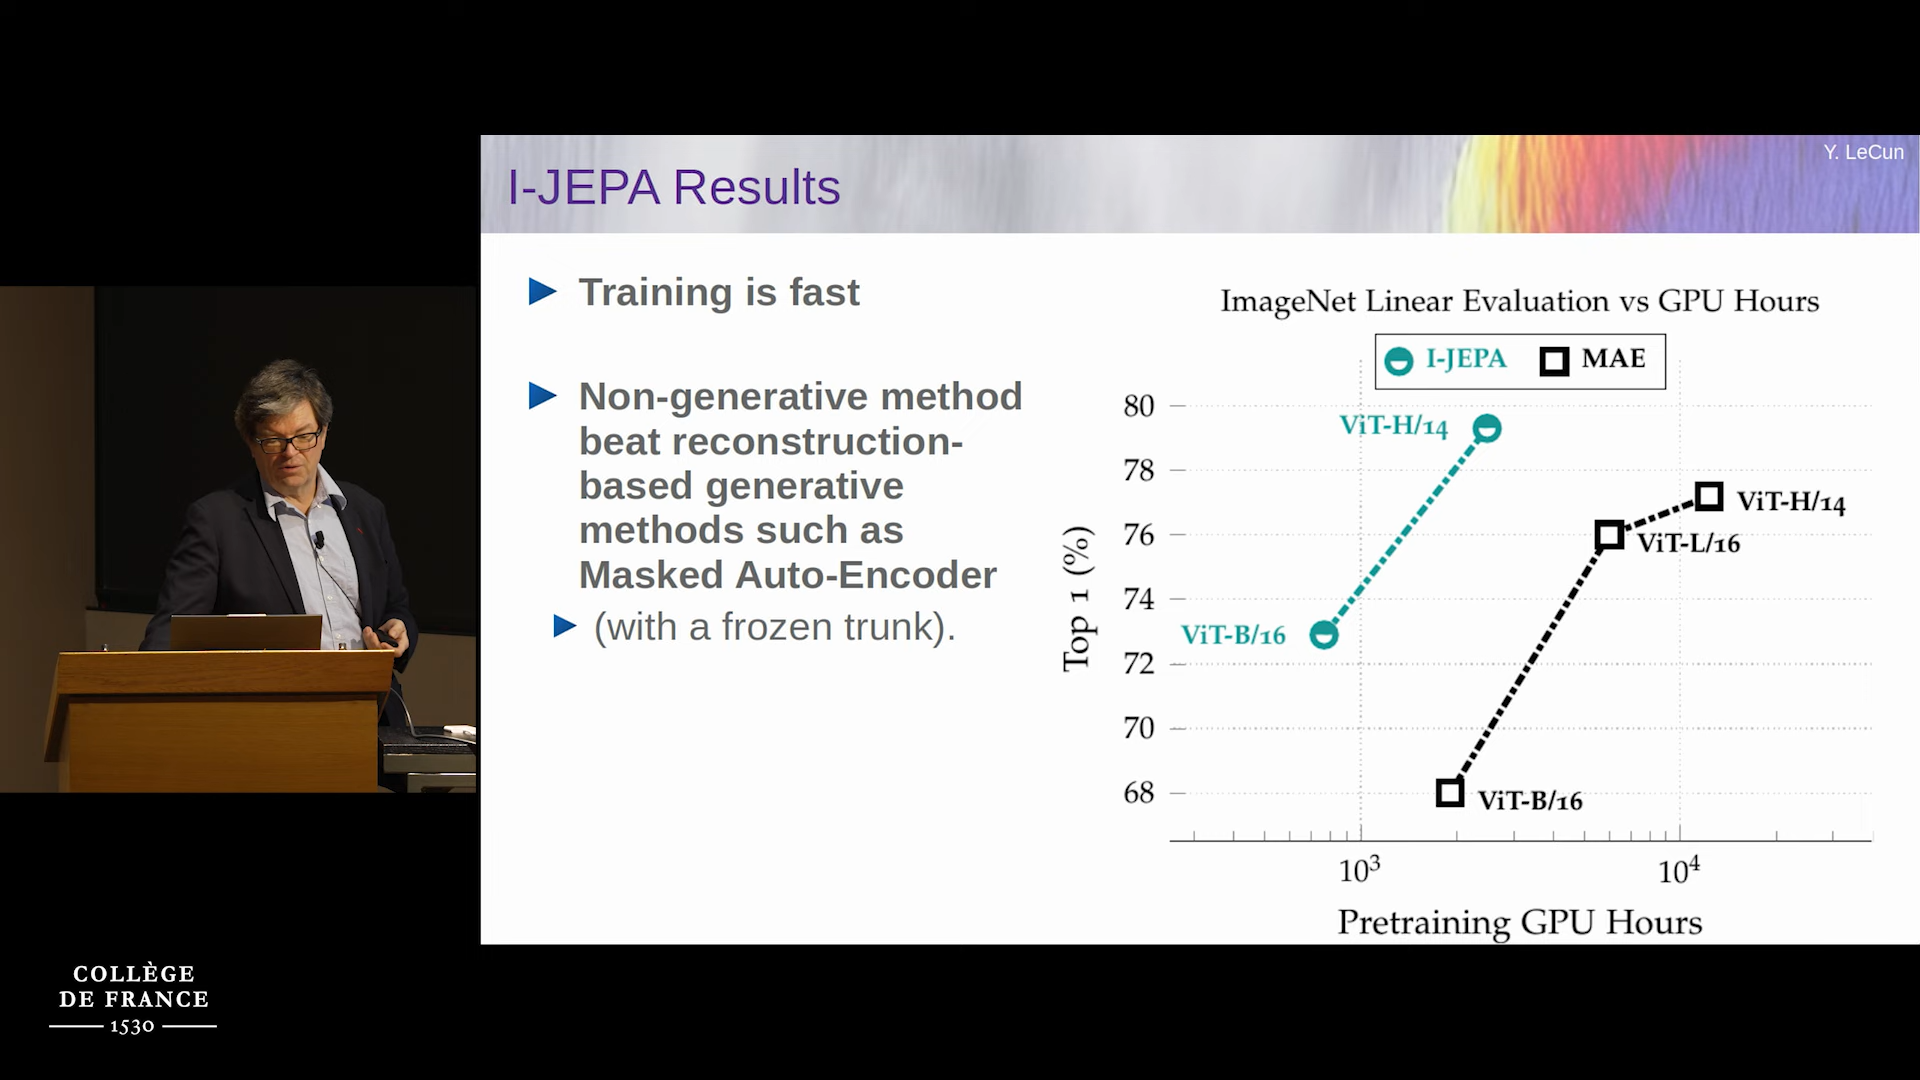 Y. LeCun
I-JEPA Results
Training is fast
Non-generative method
beat reconstruction-
based generative
methods such as
Masked Auto-Encoder
(with a frozen trunk).
ImageNet Linear Evaluation vs GPU Hours
I-JEPA MAE
80
78
76
74
72
70
68
Top 1 (%)
ViT-H/14
ViT-B/16
ViT-H/14
ViT-L/16
ViT-B/16
10³ 10⁴
Pretraining GPU Hours
COLLÈGE
DE FRANCE
1530